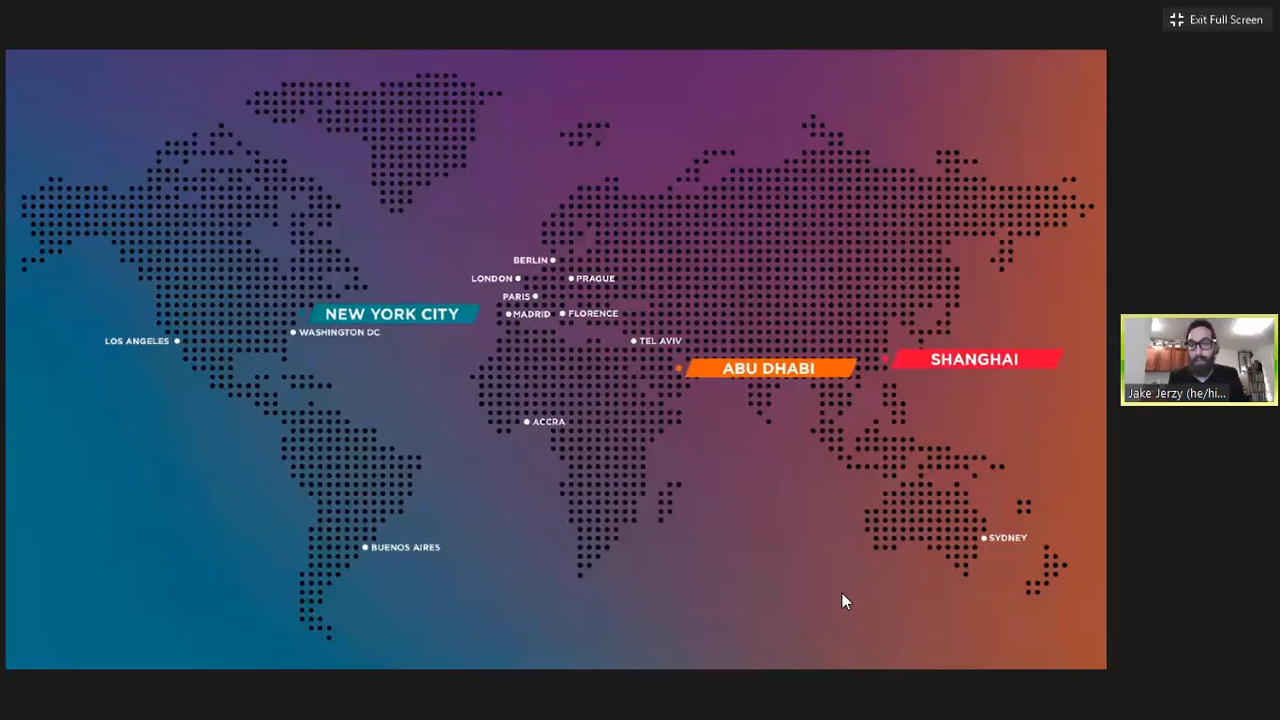 Exit Full Screen
BERLIN
LONDON
PRAGUE
PARIS
NEW YORK CITY
MADRID
FLORENCE
WASHINGTON DC
LOS ANGELES
TEL AVIV
SHANGHAI
ABU DHABI
Jake Jerzy (he/hi...
ACCRA
SYDNEY
BUENOS AIRES